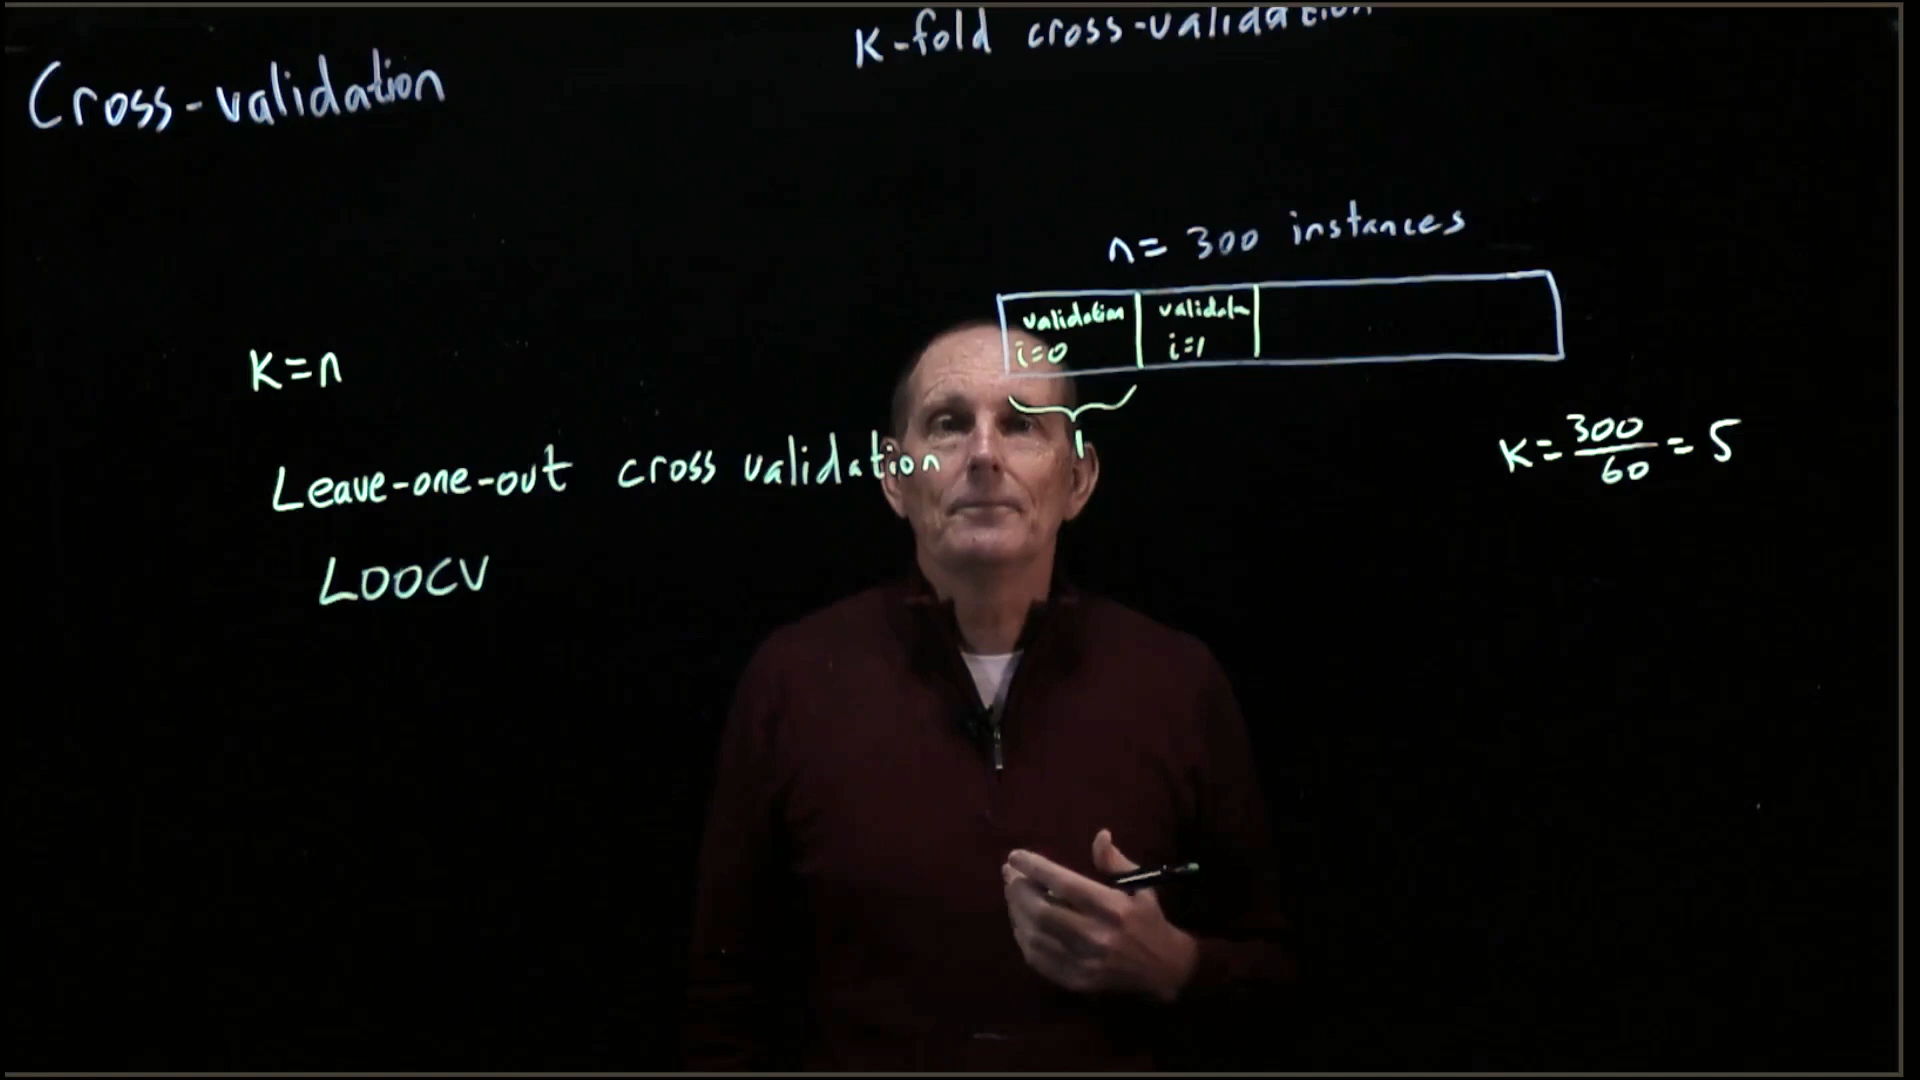 Cross-validation
K-fold cross-validation
n= 300 instances
validation validatn
i=0 i=1
1
K=n
K=300/60=5
Leave-one-out cross validation
LOOCV